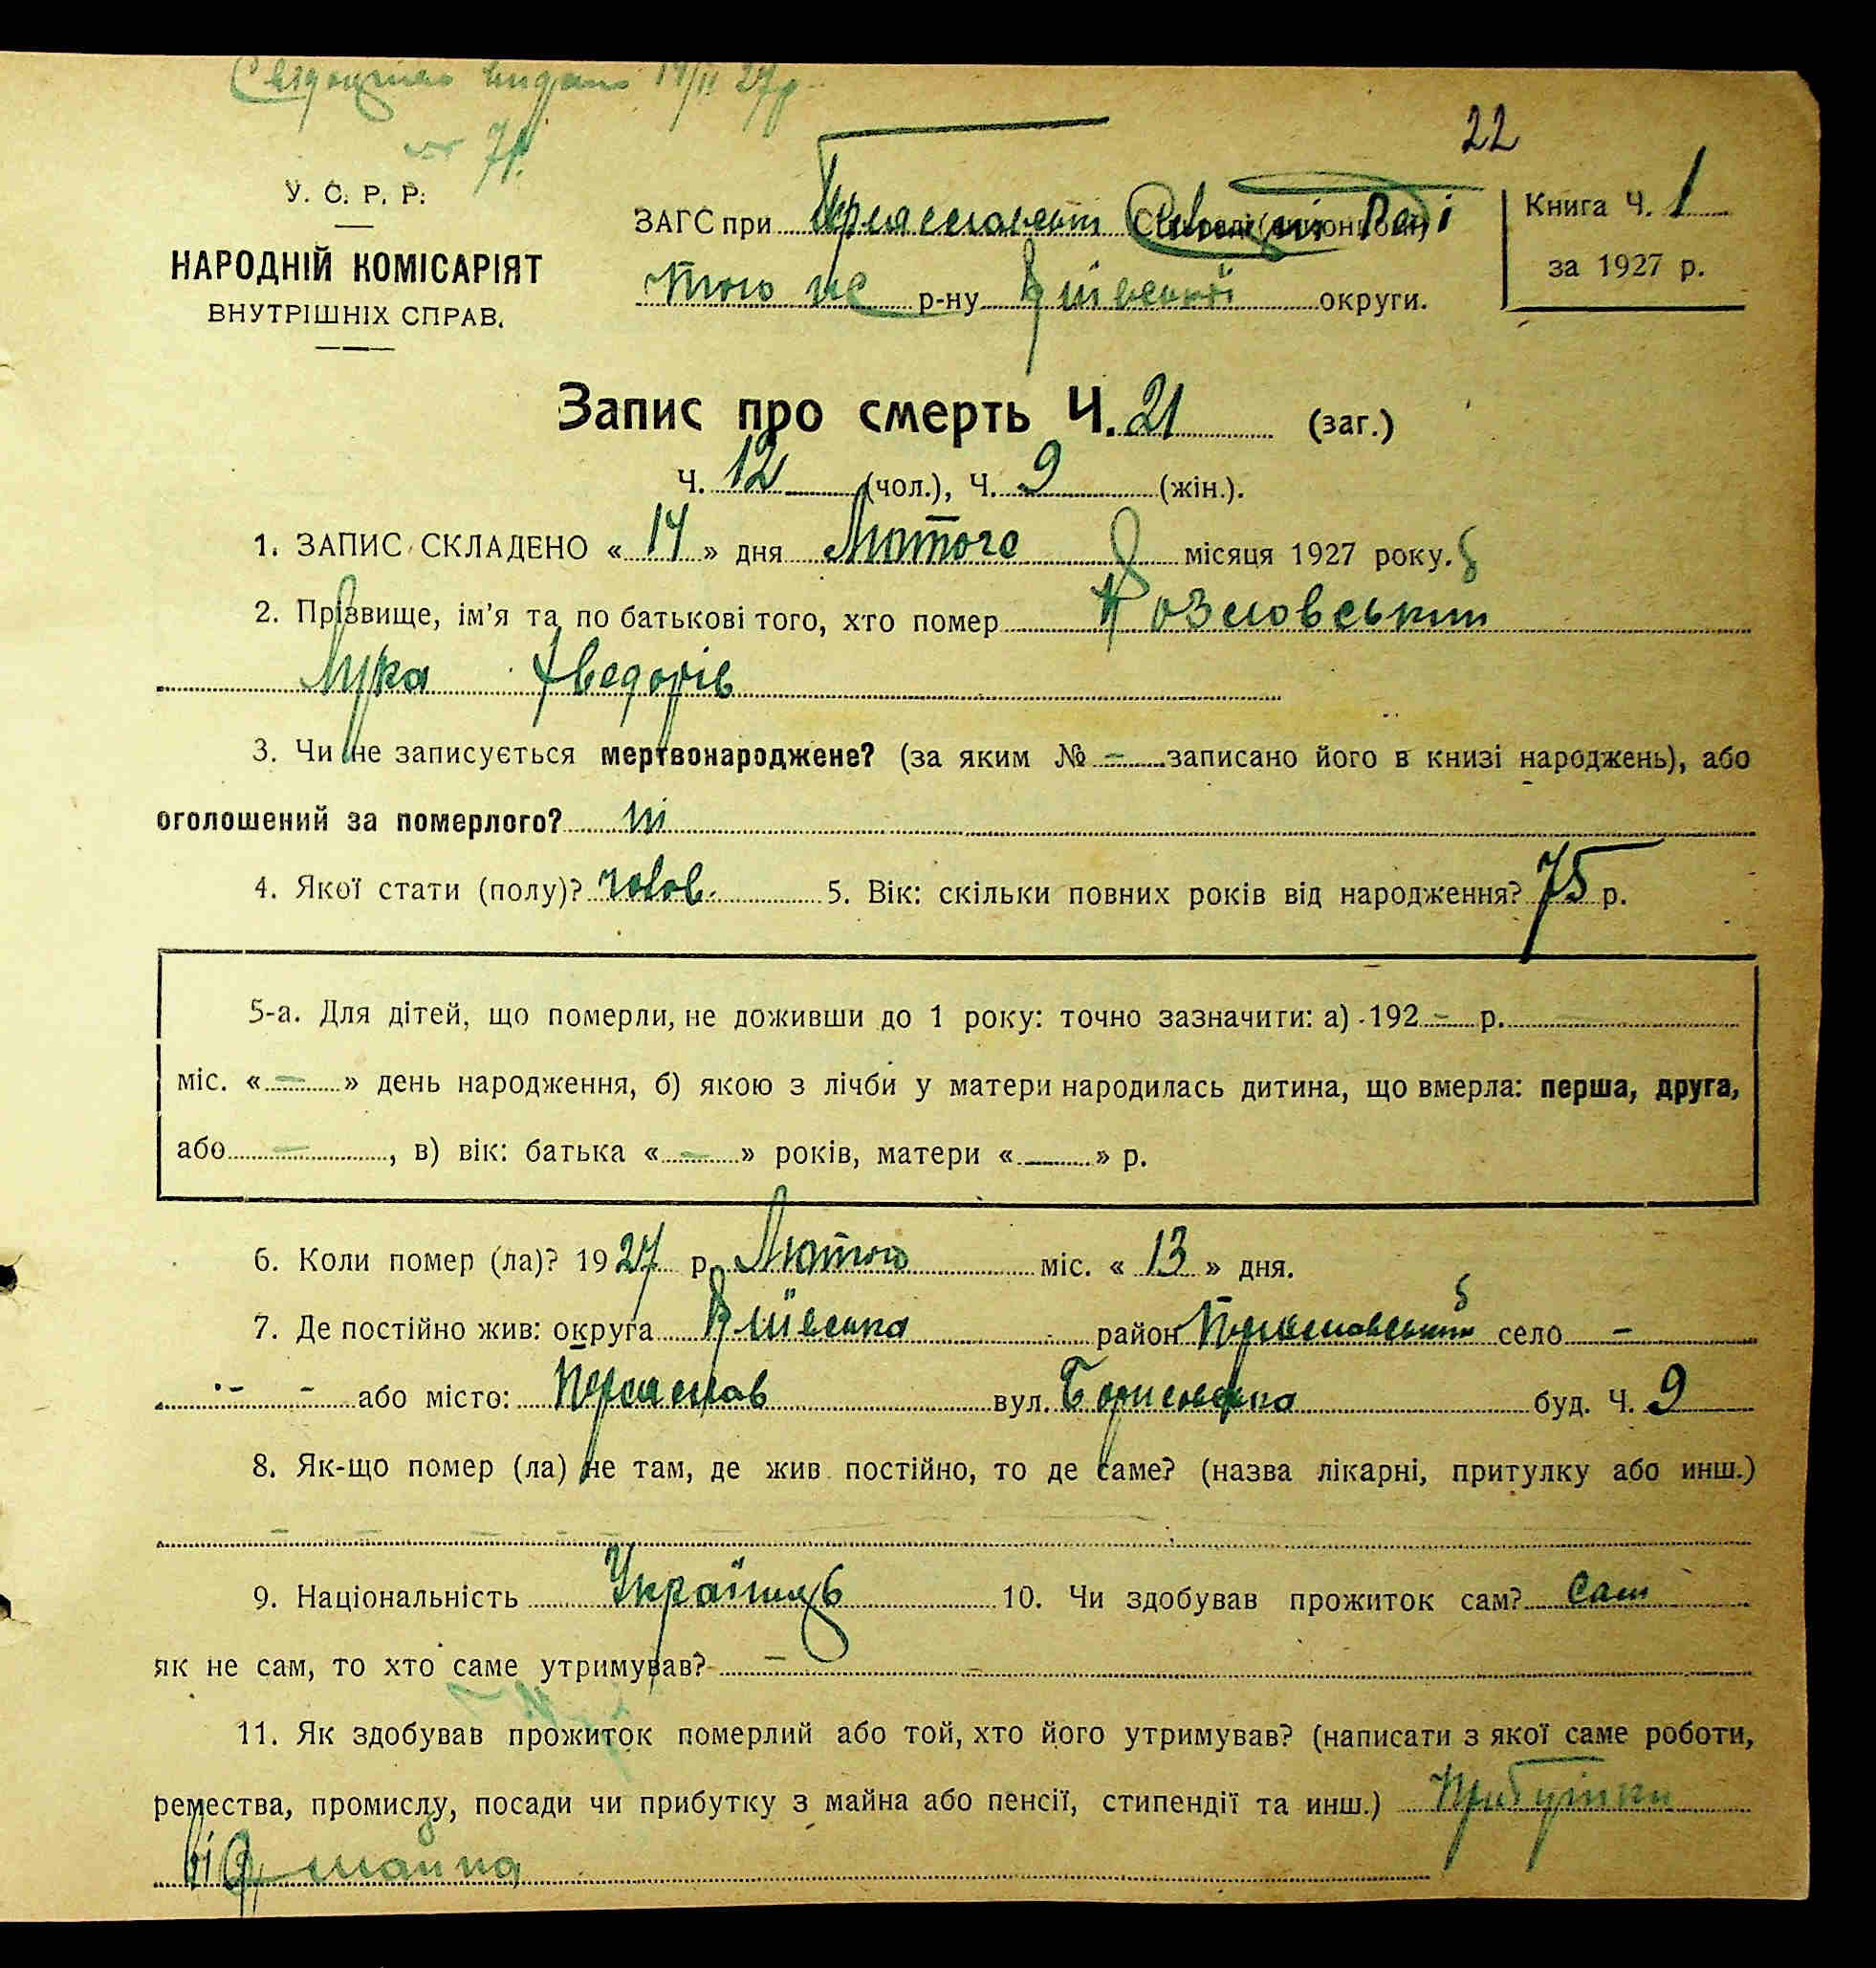 Свідоцтво видано 14/II 27р
№ 71.
22
У. С. Р. Р.
НАРОДНІЙ КОМІСАРІЯТ
ВНУТРІШНІХ СПРАВ.
ЗАГС при Переяславській Селищній Раді
того же р-ну Київської округи.
Книга Ч. 1
за 1927 р.
Запис про смерть Ч. 21 (заг.)
Ч. 12 (чол.), Ч. 9 (жін.).
1. ЗАПИС СКЛАДЕНО « 14 » дня Лютого місяця 1927 року.
2. Прізвище, ім'я та по батькові того, хто помер Козловський
Лука Хведорів
3. Чи не записується мертвонароджене? (за яким № – записано його в книзі народжень), або
оголошений за померлого? ні
4. Якої стати (полу)? чолов. 5. Вік: скільки повних років від народження? 75 р.
5-а. Для дітей, що померли, не доживши до 1 року: точно зазначити: а) 192 – р. –
міс. « – » день народження, б) якою з лічби у матери народилась дитина, що вмерла: перша, друга,
або –, в) вік: батька « – » років, матери « – » р.
6. Коли помер (ла)? 1927 р. Лютого міс. « 13 » дня.
7. Де постійно жив: округа Київська район Переяславський село –
– – або місто: Переяслав вул. Борисівська буд. Ч. 9
8. Як-що помер (ла) не там, де жив постійно, то де саме? (назва лікарні, притулку або инш.)
– – – – – –
9. Національність Українець 10. Чи здобував прожиток сам? Сам
як не сам, то хто саме утримував? – –
11. Як здобував прожиток померлий або той, хто його утримував? (написати з якої саме роботи,
ремества, промислу, посади чи прибутку з майна або пенсії, стипендії та инш.) Прибутки
від майна